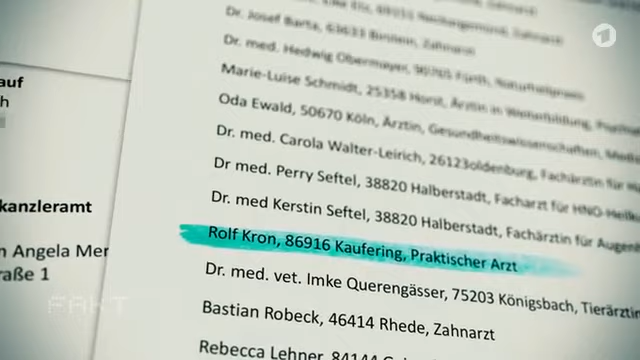 Dr. Josef Barta, 63633 Birstein, Zahnarzt
Dr. med. Hedwig Obermayer, 90765 Fürth, Naturheilpraxis
Marie-Luise Schmidt, 25358 Horst, Ärztin in Weiterbildung,
Oda Ewald, 50670 Köln, Ärztin, Gesundheitswissenschaften,
Dr. med. Carola Walter-Leirich, 26123oldenburg, Fachärztin für
Dr med. Perry Seftel, 38820 Halberstadt, Facharzt für HNO-Heilk
Dr. med Kerstin Seftel, 38820 Halberstadt, Fachärztin für Augen
Rolf Kron, 86916 Kaufering, Praktischer Arzt
Dr. med. vet. Imke Querengässer, 75203 Königsbach, Tierärztin
Bastian Robeck, 46414 Rhede, Zahnarzt
Rebecca Lehner, 84144
auf
h
kanzleramt
n Angela Mer
aße 1
FAKT